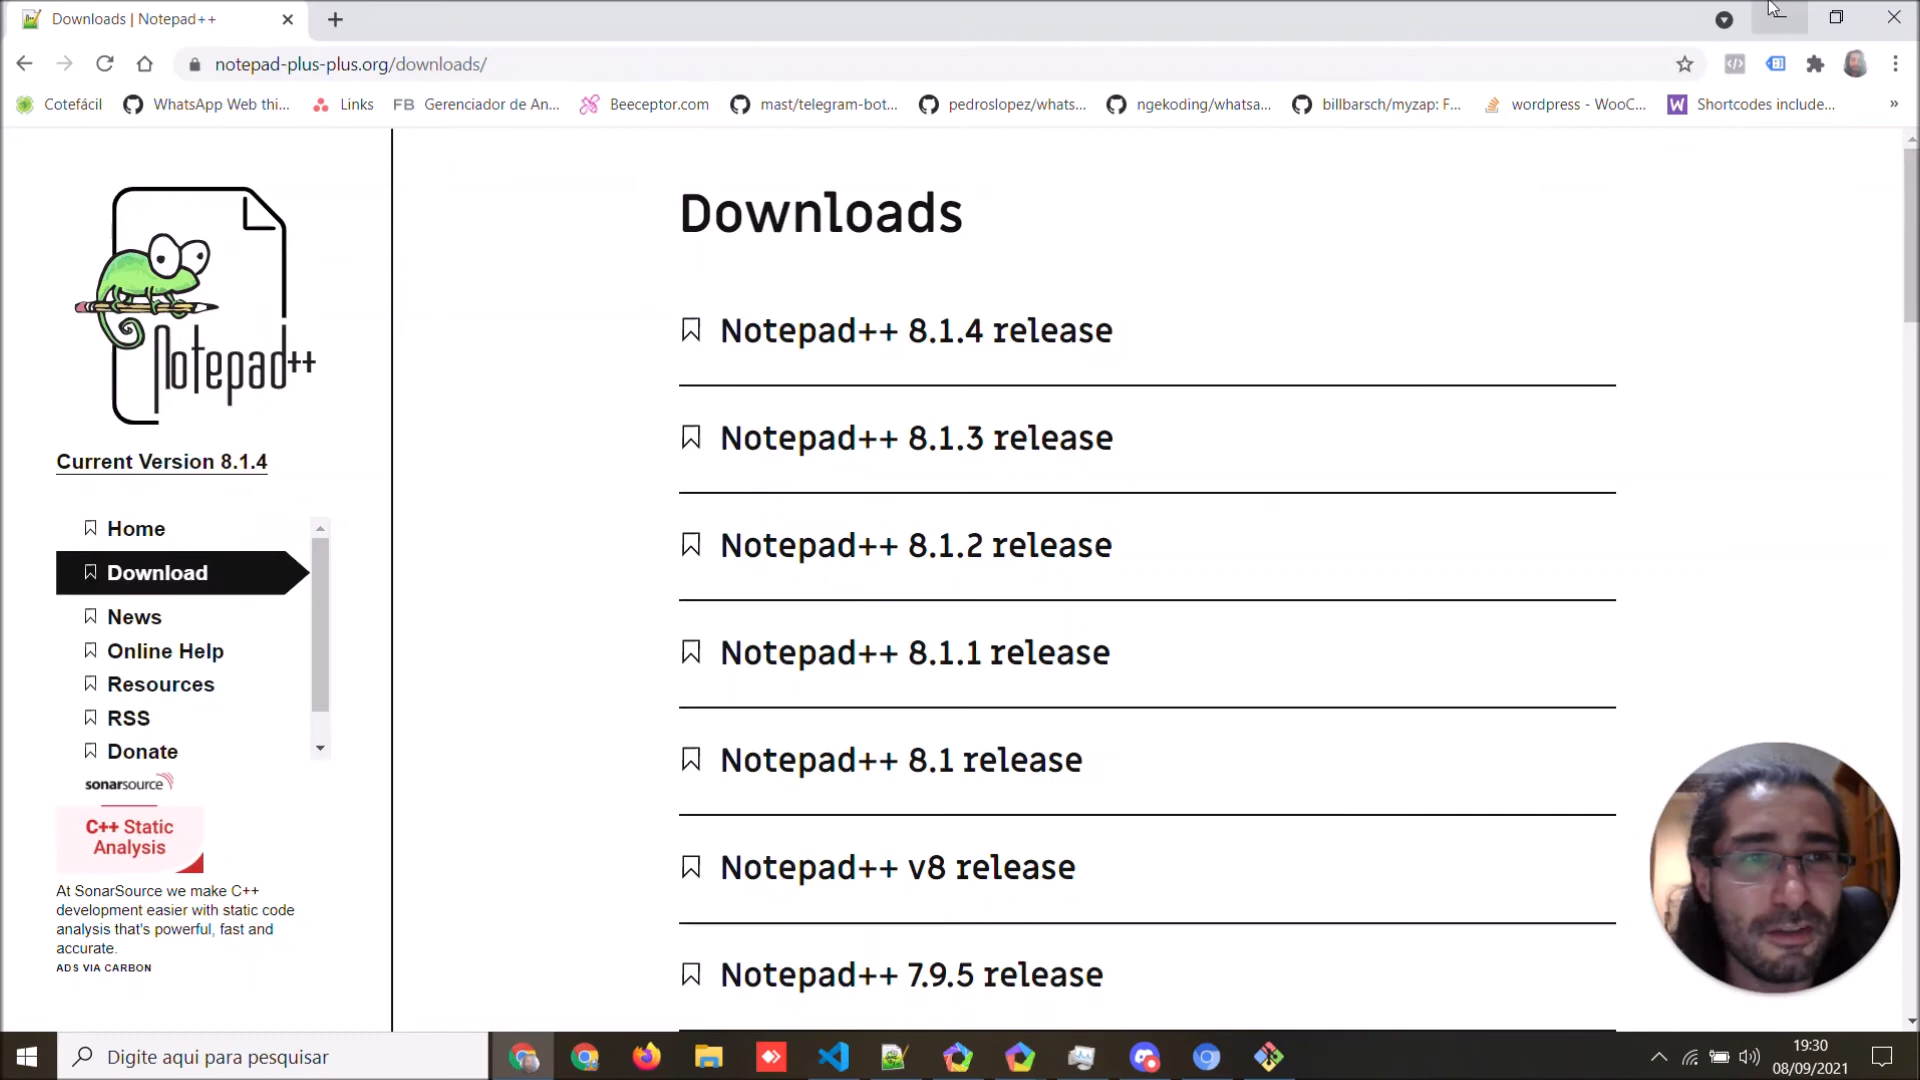 Downloads | Notepad++
notepad-plus-plus.org/downloads/
Cotefácil
WhatsApp Web thi...
Links
FB Gerenciador de An...
Beeceptor.com
mast/telegram-bot...
pedroslopez/whats...
ngekoding/whatsa...
billbarsch/myzap: F...
wordpress - WooC...
W Shortcodes include...
»
Notepad++
Current Version 8.1.4
Home
Download
News
Online Help
Resources
RSS
Donate
sonarsource
C++ Static
Analysis
At SonarSource we make C++
development easier with static code
analysis that's powerful, fast and
accurate.
ADS VIA CARBON
Downloads
Notepad++ 8.1.4 release
Notepad++ 8.1.3 release
Notepad++ 8.1.2 release
Notepad++ 8.1.1 release
Notepad++ 8.1 release
Notepad++ v8 release
Notepad++ 7.9.5 release
Digite aqui para pesquisar
19:30
08/09/2021